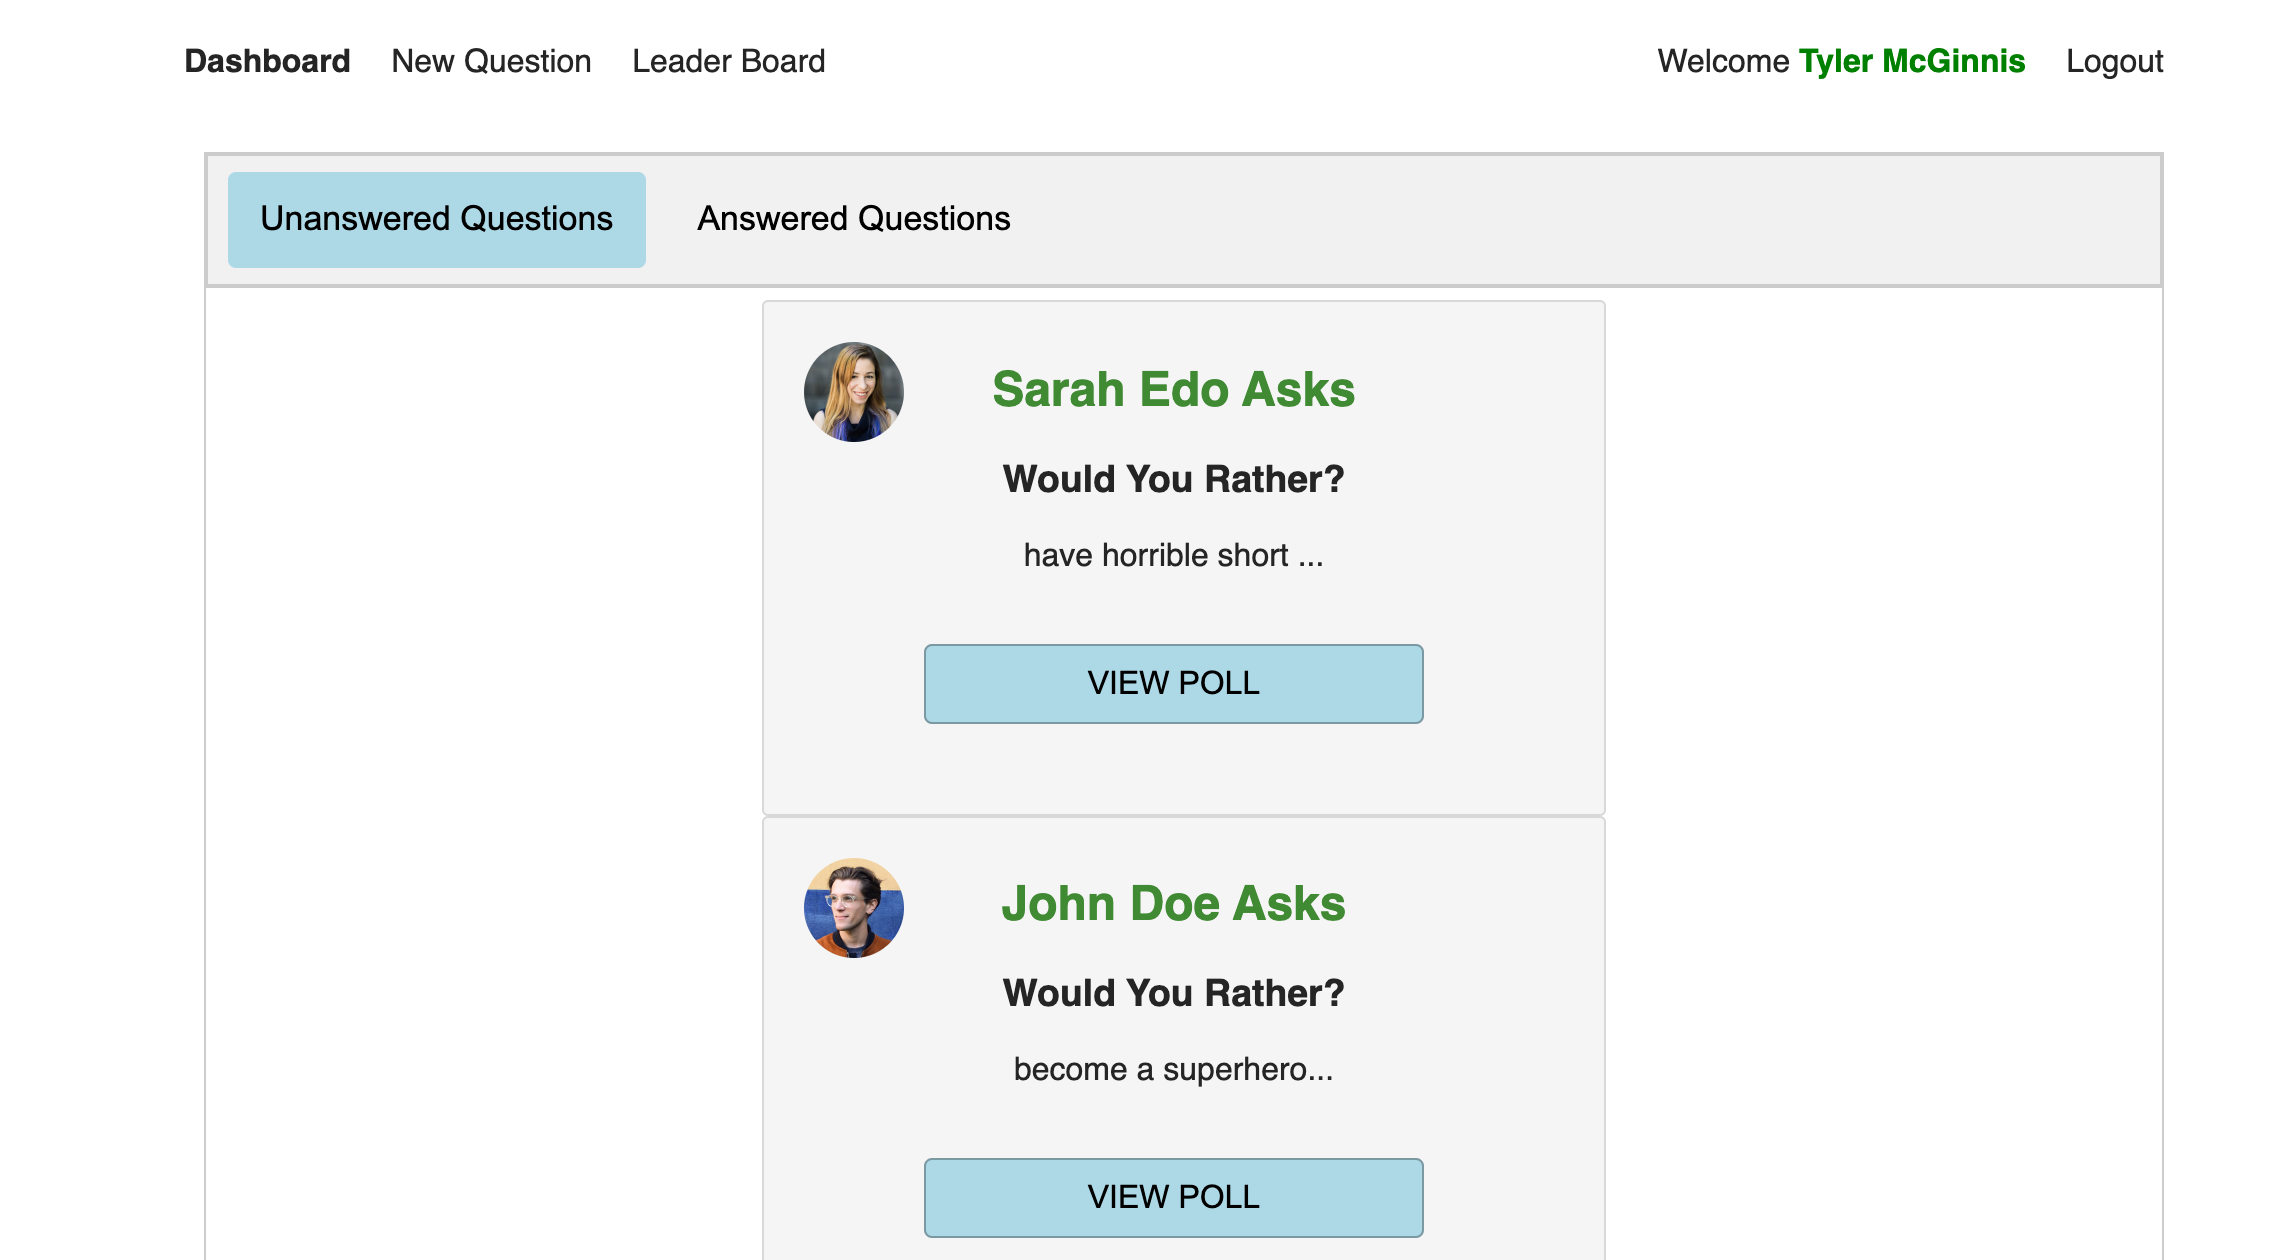 Dashboard New Question Leader Board Welcome Tyler McGinnis Logout
Unanswered Questions Answered Questions
Sarah Edo Asks
Would You Rather?
have horrible short ...
VIEW POLL
John Doe Asks
Would You Rather?
become a superhero...
VIEW POLL